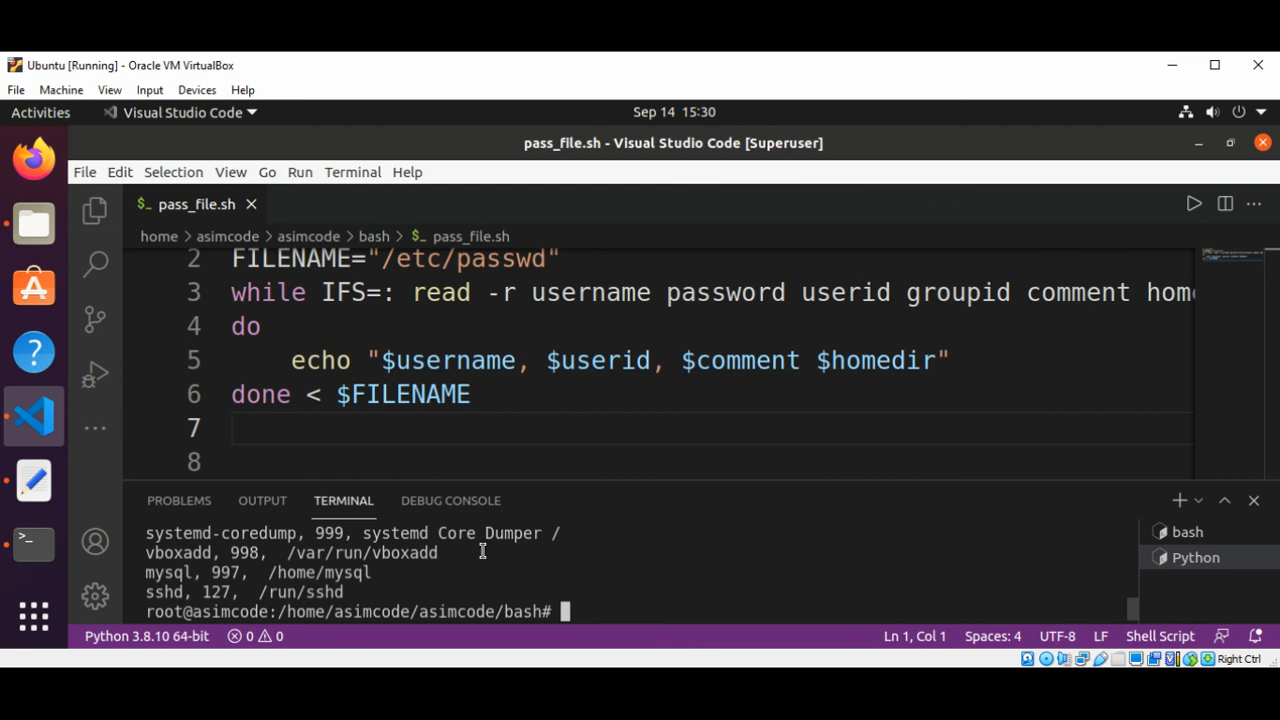 Ubuntu [Running] - Oracle VM VirtualBox
File Machine View Input Devices Help
Activities Visual Studio Code Sep 14 15:30
pass_file.sh - Visual Studio Code [Superuser]
File Edit Selection View Go Run Terminal Help
$_ pass_file.sh
home > asimcode > asimcode > bash > $_ pass_file.sh
2 FILENAME="/etc/passwd"
3 while IFS=: read -r username password userid groupid comment hom
4 do
5 echo "$username, $userid, $comment $homedir"
6 done < $FILENAME
7
8
PROBLEMS OUTPUT TERMINAL DEBUG CONSOLE
systemd-coredump, 999, systemd Core Dumper /
vboxadd, 998, /var/run/vboxadd
mysql, 997, /home/mysql
sshd, 127, /run/sshd
root@asimcode:/home/asimcode/asimcode/bash#
bash
Python
Python 3.8.10 64-bit 0 0 Ln 1, Col 1 Spaces: 4 UTF-8 LF Shell Script
Right Ctrl